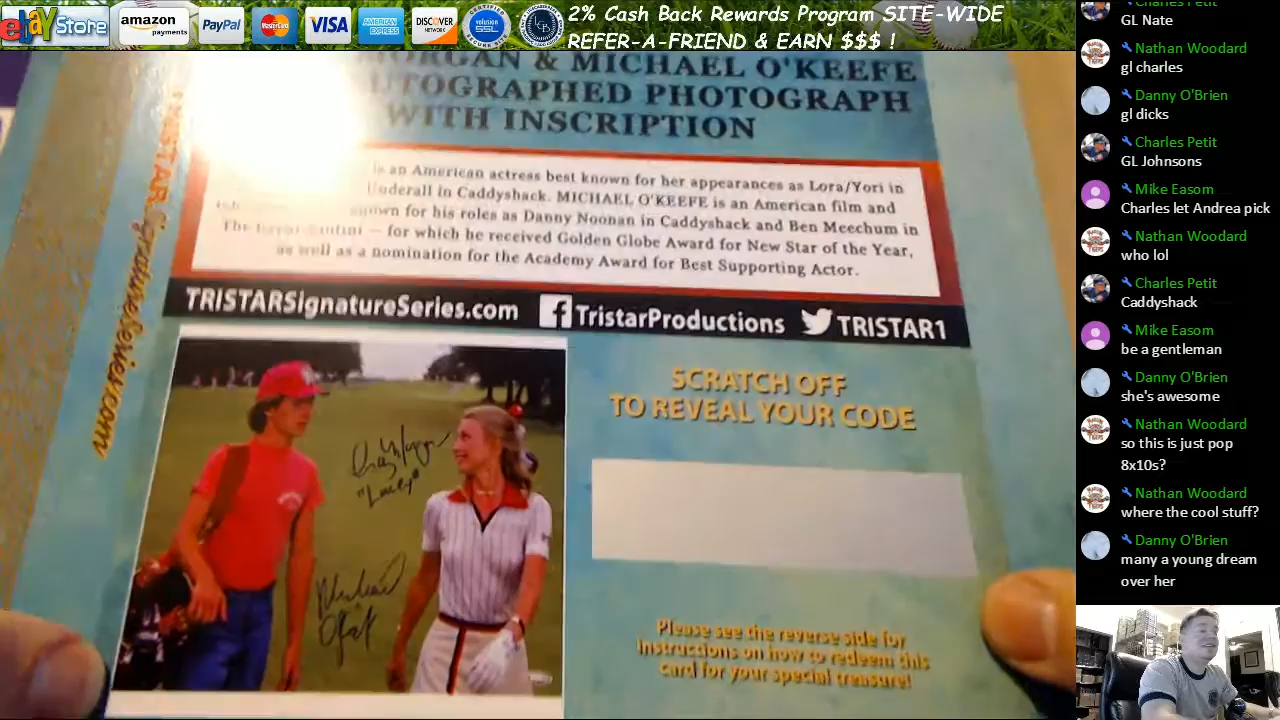 ebay Store
amazon payments
PayPal
MasterCard
VISA
AMERICAN EXPRESS
DISCOVER NETWORK
volusion SSL
2% Cash Back Rewards Program SITE-WIDE
REFER-A-FRIEND & EARN $$$ !
& MICHAEL O'KEEFE
PHOTOGRAPH
WITH INSCRIPTION
is an American actress best known for her appearances as Lora/Yori in
in Caddyshack. MICHAEL O'KEEFE is an American film and
for his roles as Danny Noonan in Caddyshack and Ben Meechum in
The – for which he received Golden Globe Award for New Star of the Year,
as well as a nomination for the Academy Award for Best Supporting Actor.
TRISTARSignatureSeries.com
TristarProductions
TRISTAR1
TRISTARSignatureSeries.com
"Lacey"
Michael
SCRATCH OFF
TO REVEAL YOUR CODE
Please see the reverse side for
instructions on how to redeem this
card for your special treasure!
Charles Petit
GL Nate
Nathan Woodard
gl charles
Danny O'Brien
gl dicks
Charles Petit
GL Johnsons
Mike Easom
Charles let Andrea pick
Nathan Woodard
who lol
Charles Petit
Caddyshack
Mike Easom
be a gentleman
Danny O'Brien
she's awesome
Nathan Woodard
so this is just pop
8x10s?
Nathan Woodard
where the cool stuff?
Danny O'Brien
many a young dream
over her